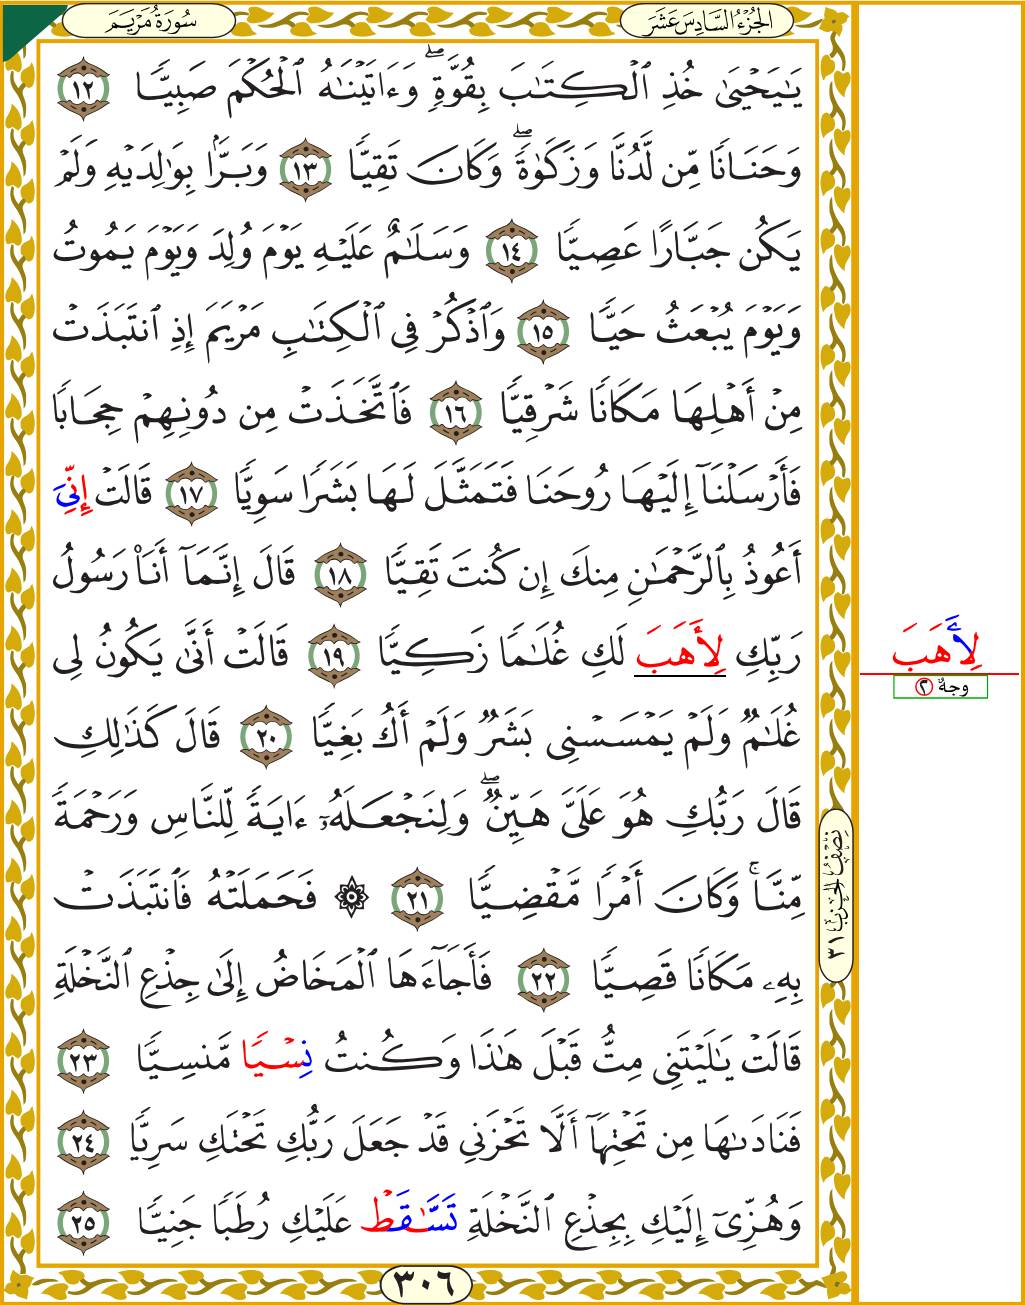 الجُزْءُ السَّادِسَ عَشَرَ
سُورَةُ مَرْيَمَ
يَٰيَحْيَىٰ خُذِ ٱلْكِتَٰبَ بِقُوَّةٍۖ وَءَاتَيْنَٰهُ ٱلْحُكْمَ صَبِيًّا ١٢
وَحَنَانًا مِّن لَّدُنَّا وَزَكَوٰةًۖ وَكَانَ تَقِيًّا ١٣ وَبَرًّۢا بِوَٰلِدَيْهِ وَلَمْ
يَكُن جَبَّارًا عَصِيًّا ١٤ وَسَلَٰمٌ عَلَيْهِ يَوْمَ وُلِدَ وَيَوْمَ يَمُوتُ
وَيَوْمَ يُبْعَثُ حَيًّا ١٥ وَٱذْكُرْ فِي ٱلْكِتَٰبِ مَرْيَمَ إِذِ ٱنتَبَذَتْ
مِنْ أَهْلِهَا مَكَانًا شَرْقِيًّا ١٦ فَٱتَّخَذَتْ مِن دُونِهِمْ حِجَابًا
فَأَرْسَلْنَآ إِلَيْهَا رُوحَنَا فَتَمَثَّلَ لَهَا بَشَرًا سَوِيًّا ١٧ قَالَتْ إِنِّيَ
أَعُوذُ بِٱلرَّحْمَٰنِ مِنكَ إِن كُنتَ تَقِيًّا ١٨ قَالَ إِنَّمَآ أَنَا۠ رَسُولُ
رَبِّكِ لِأَهَبَ لَكِ غُلَٰمًا زَكِيًّا ١٩ قَالَتْ أَنَّىٰ يَكُونُ لِي
لِأَهَبَ
وجهٌ ٢
غُلَٰمٌ وَلَمْ يَمْسَسْنِي بَشَرٌ وَلَمْ أَكُ بَغِيًّا ٢٠ قَالَ كَذَٰلِكِ
قَالَ رَبُّكِ هُوَ عَلَيَّ هَيِّنٌۖ وَلِنَجْعَلَهُۥٓ ءَايَةً لِّلنَّاسِ وَرَحْمَةً
مِّنَّاۚ وَكَانَ أَمْرًا مَّقْضِيًّا ٢١ ۞ فَحَمَلَتْهُ فَٱنتَبَذَتْ
بِهِۦ مَكَانًا قَصِيًّا ٢٢ فَأَجَآءَهَا ٱلْمَخَاضُ إِلَىٰ جِذْعِ ٱلنَّخْلَةِ
نِصْفُ الحِزْبِ ٣١
قَالَتْ يَٰلَيْتَنِي مِتُّ قَبْلَ هَٰذَا وَكُنتُ نِسْيًا مَّنسِيًّا ٢٣
فَنَادَىٰهَا مِن تَحْتِهَآ أَلَّا تَحْزَنِي قَدْ جَعَلَ رَبُّكِ تَحْتَكِ سَرِيًّا ٢٤
وَهُزِّيٓ إِلَيْكِ بِجِذْعِ ٱلنَّخْلَةِ تَسَّٰقَطْ عَلَيْكِ رُطَبًا جَنِيًّا ٢٥
٣٠٦